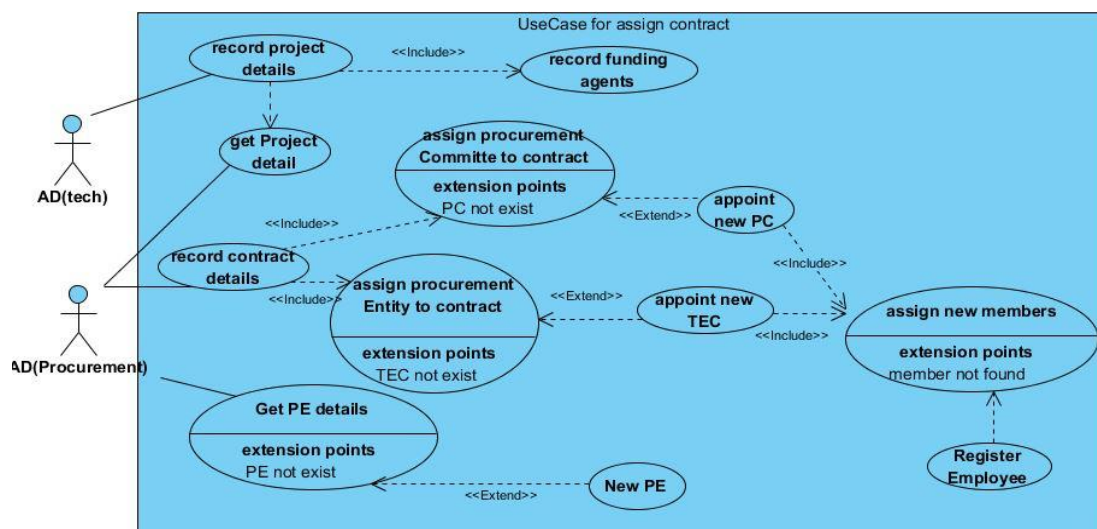 UseCase for assign contract
record project
details
<<Include>>
record funding
agents
get Project
detail
AD(tech)
assign procurement
Committe to contract
extension points
PC not exist
appoint
new PC
<<Extend>>
<<Include>>
record contract
details
<<Include>>
<<Include>>
assign procurement
Entity to contract
extension points
TEC not exist
<<Extend>>
appoint new
TEC
<<Include>>
assign new members
extension points
member not found
AD(Procurement)
Get PE details
extension points
PE not exist
<<Extend>>
New PE
Register
Employee